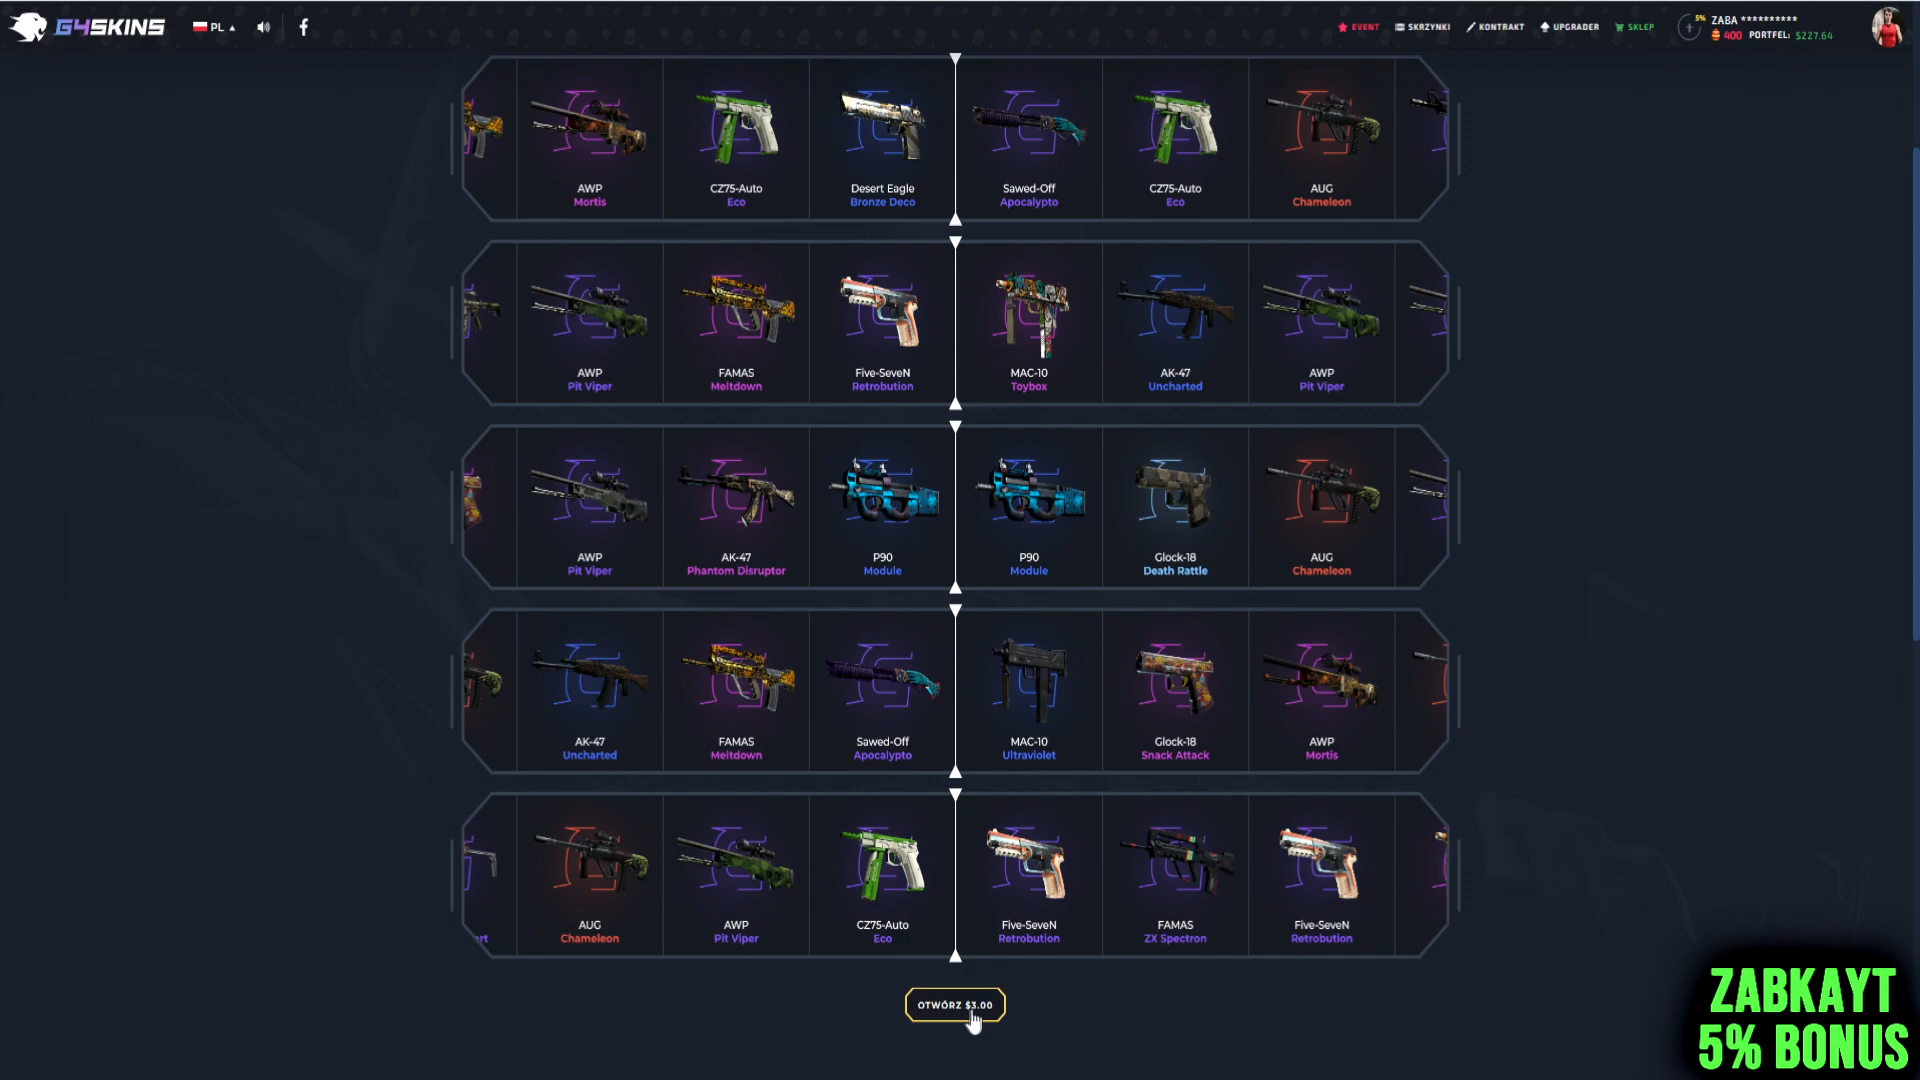 G4SKINS
PL
EVENT
SKRZYNKI
KONTRAKT
UPGRADER
SKLEP
5%
ZABA **********
400 PORTFEL: $227.64
AWP
Mortis
CZ75-Auto
Eco
Desert Eagle
Bronze Deco
Sawed-Off
Apocalypto
CZ75-Auto
Eco
AUG
Chameleon
AWP
Pit Viper
FAMAS
Meltdown
Five-SeveN
Retrobution
MAC-10
Toybox
AK-47
Uncharted
AWP
Pit Viper
AWP
Pit Viper
AK-47
Phantom Disruptor
P90
Module
P90
Module
Glock-18
Death Rattle
AUG
Chameleon
AK-47
Uncharted
FAMAS
Meltdown
Sawed-Off
Apocalypto
MAC-10
Ultraviolet
Glock-18
Snack Attack
AWP
Mortis
rt
AUG
Chameleon
AWP
Pit Viper
CZ75-Auto
Eco
Five-SeveN
Retrobution
FAMAS
ZX Spectron
Five-SeveN
Retrobution
OTWÓRZ $3.00
ZABKAYT
5% BONUS